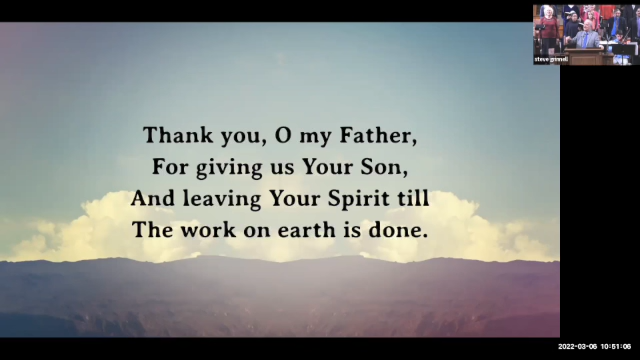 steve grinnell
Thank you, O my Father,
For giving us Your Son,
And leaving Your Spirit till
The work on earth is done.
2022-03-06 10:51:08